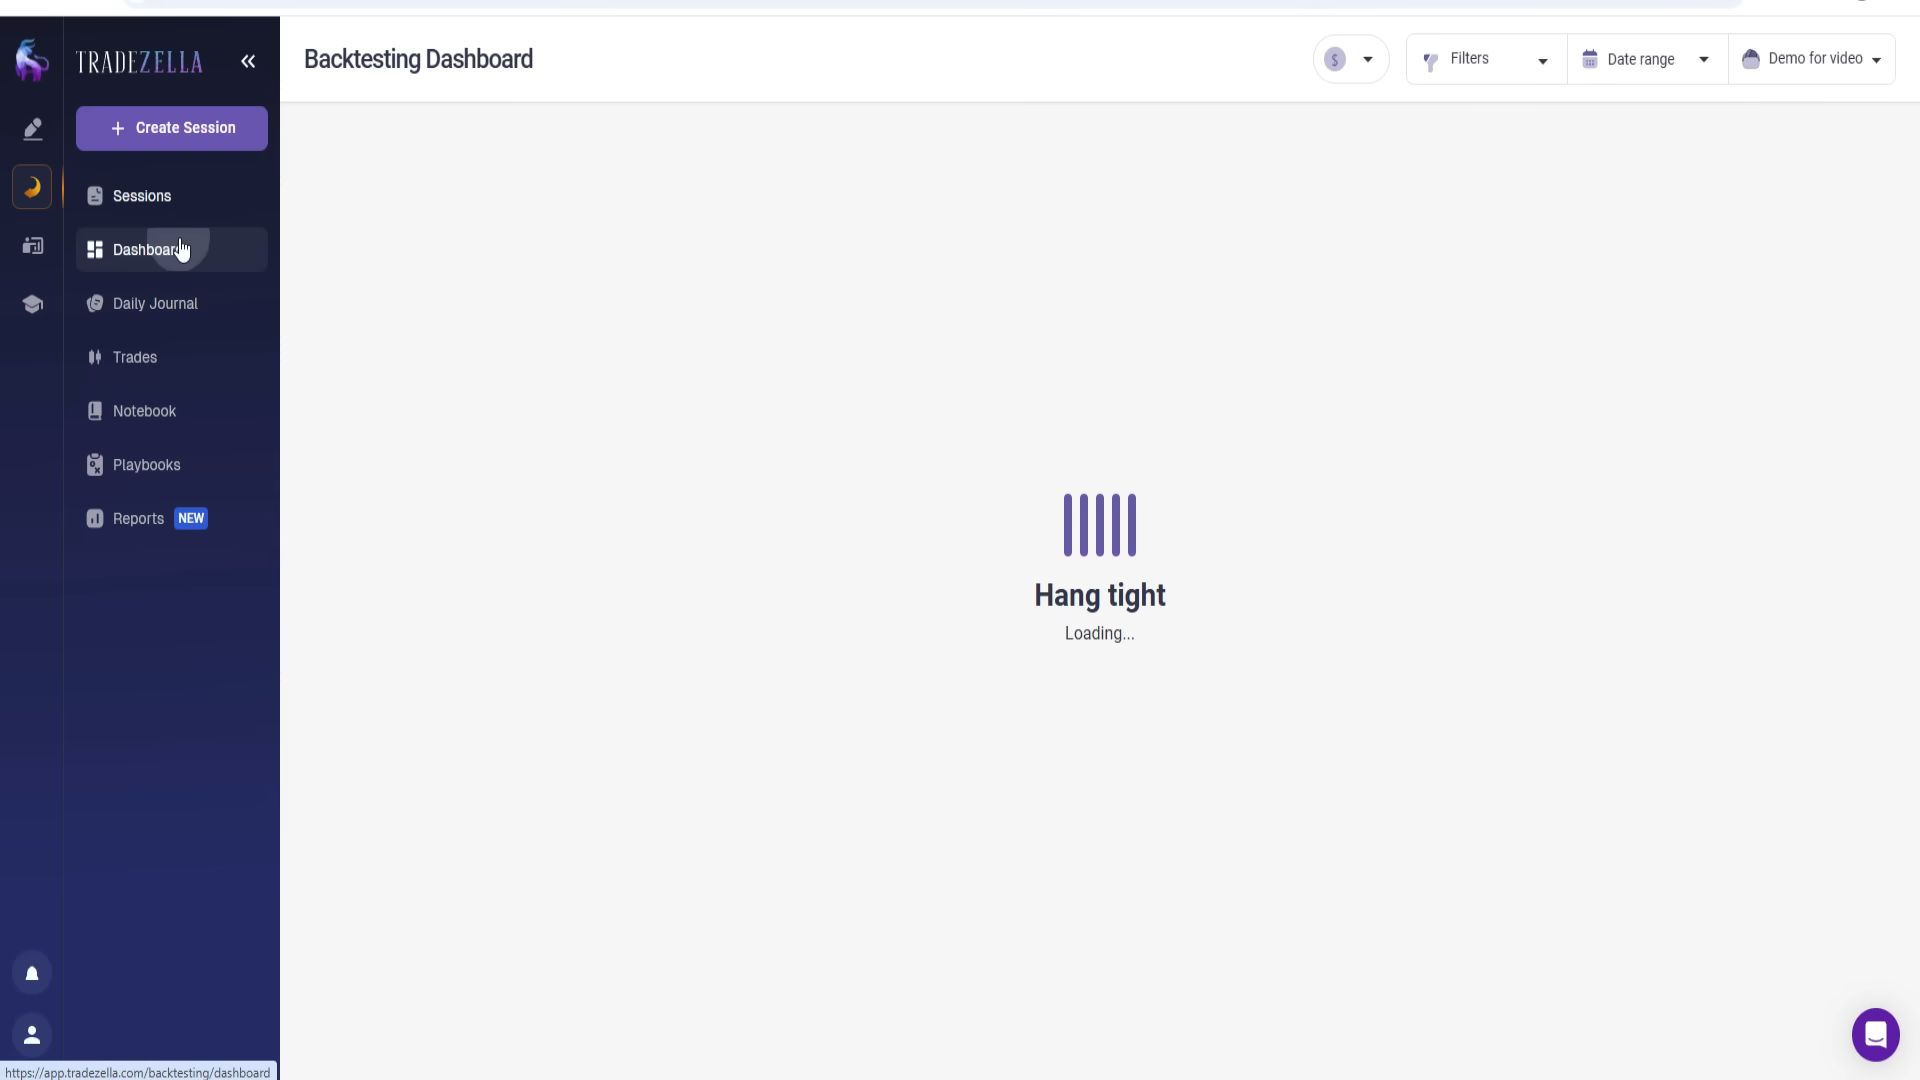 TRADEZELLA
Backtesting Dashboard
$
Filters
Date range
Demo for video
+ Create Session
Sessions
Dashboard
Daily Journal
Trades
Notebook
Playbooks
Reports NEW
Hang tight
Loading...
https://app.tradezella.com/backtesting/dashboard